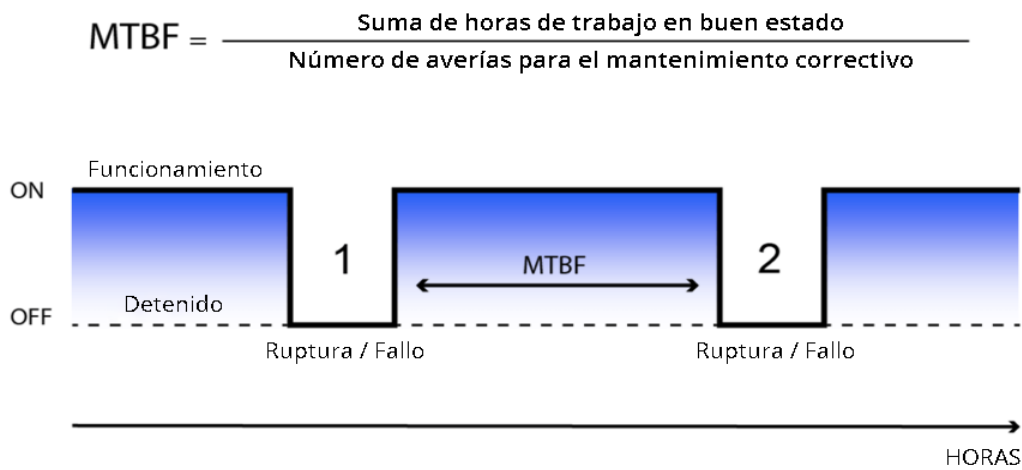 MTBF =
Suma de horas de trabajo en buen estado
Número de averías para el mantenimiento correctivo
Funcionamiento
ON
1
MTBF
2
Detenido
OFF
Ruptura / Fallo
Ruptura / Fallo
HORAS